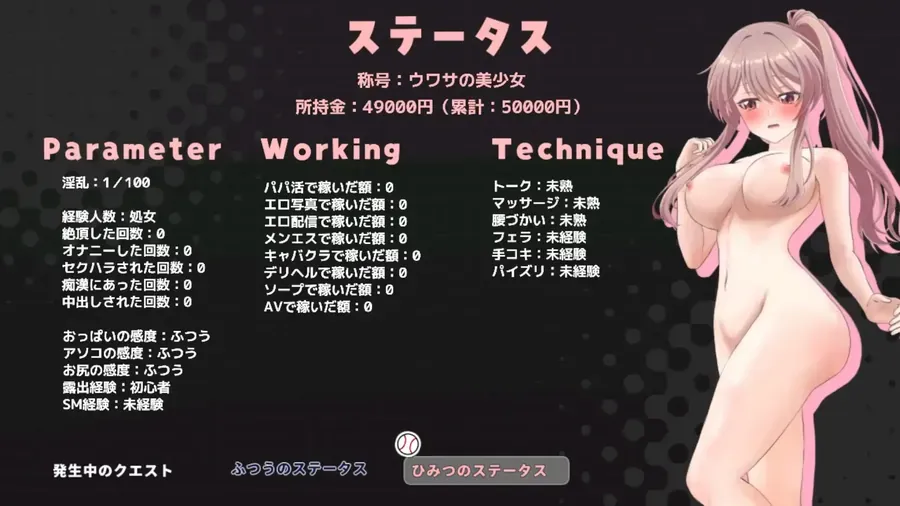 ステータス
称号：ウワサの美少女
所持金：49000円（累計：50000円）
Parameter
淫乱：1／100
経験人数：処女
絶頂した回数：0
オナニーした回数：0
セクハラされた回数：0
痴漢にあった回数：0
中出しされた回数：0
おっぱいの感度：ふつう
アソコの感度：ふつう
お尻の感度：ふつう
露出経験：初心者
SM経験：未経験
Working
パパ活で稼いだ額：0
エロ写真で稼いだ額：0
エロ配信で稼いだ額：0
メンエスで稼いだ額：0
キャバクラで稼いだ額：0
デリヘルで稼いだ額：0
ソープで稼いだ額：0
AVで稼いだ額：0
Technique
トーク：未熟
マッサージ：未熟
腰づかい：未熟
フェラ：未経験
手コキ：未経験
パイズリ：未経験
発生中のクエスト
ふつうのステータス
ひみつのステータス